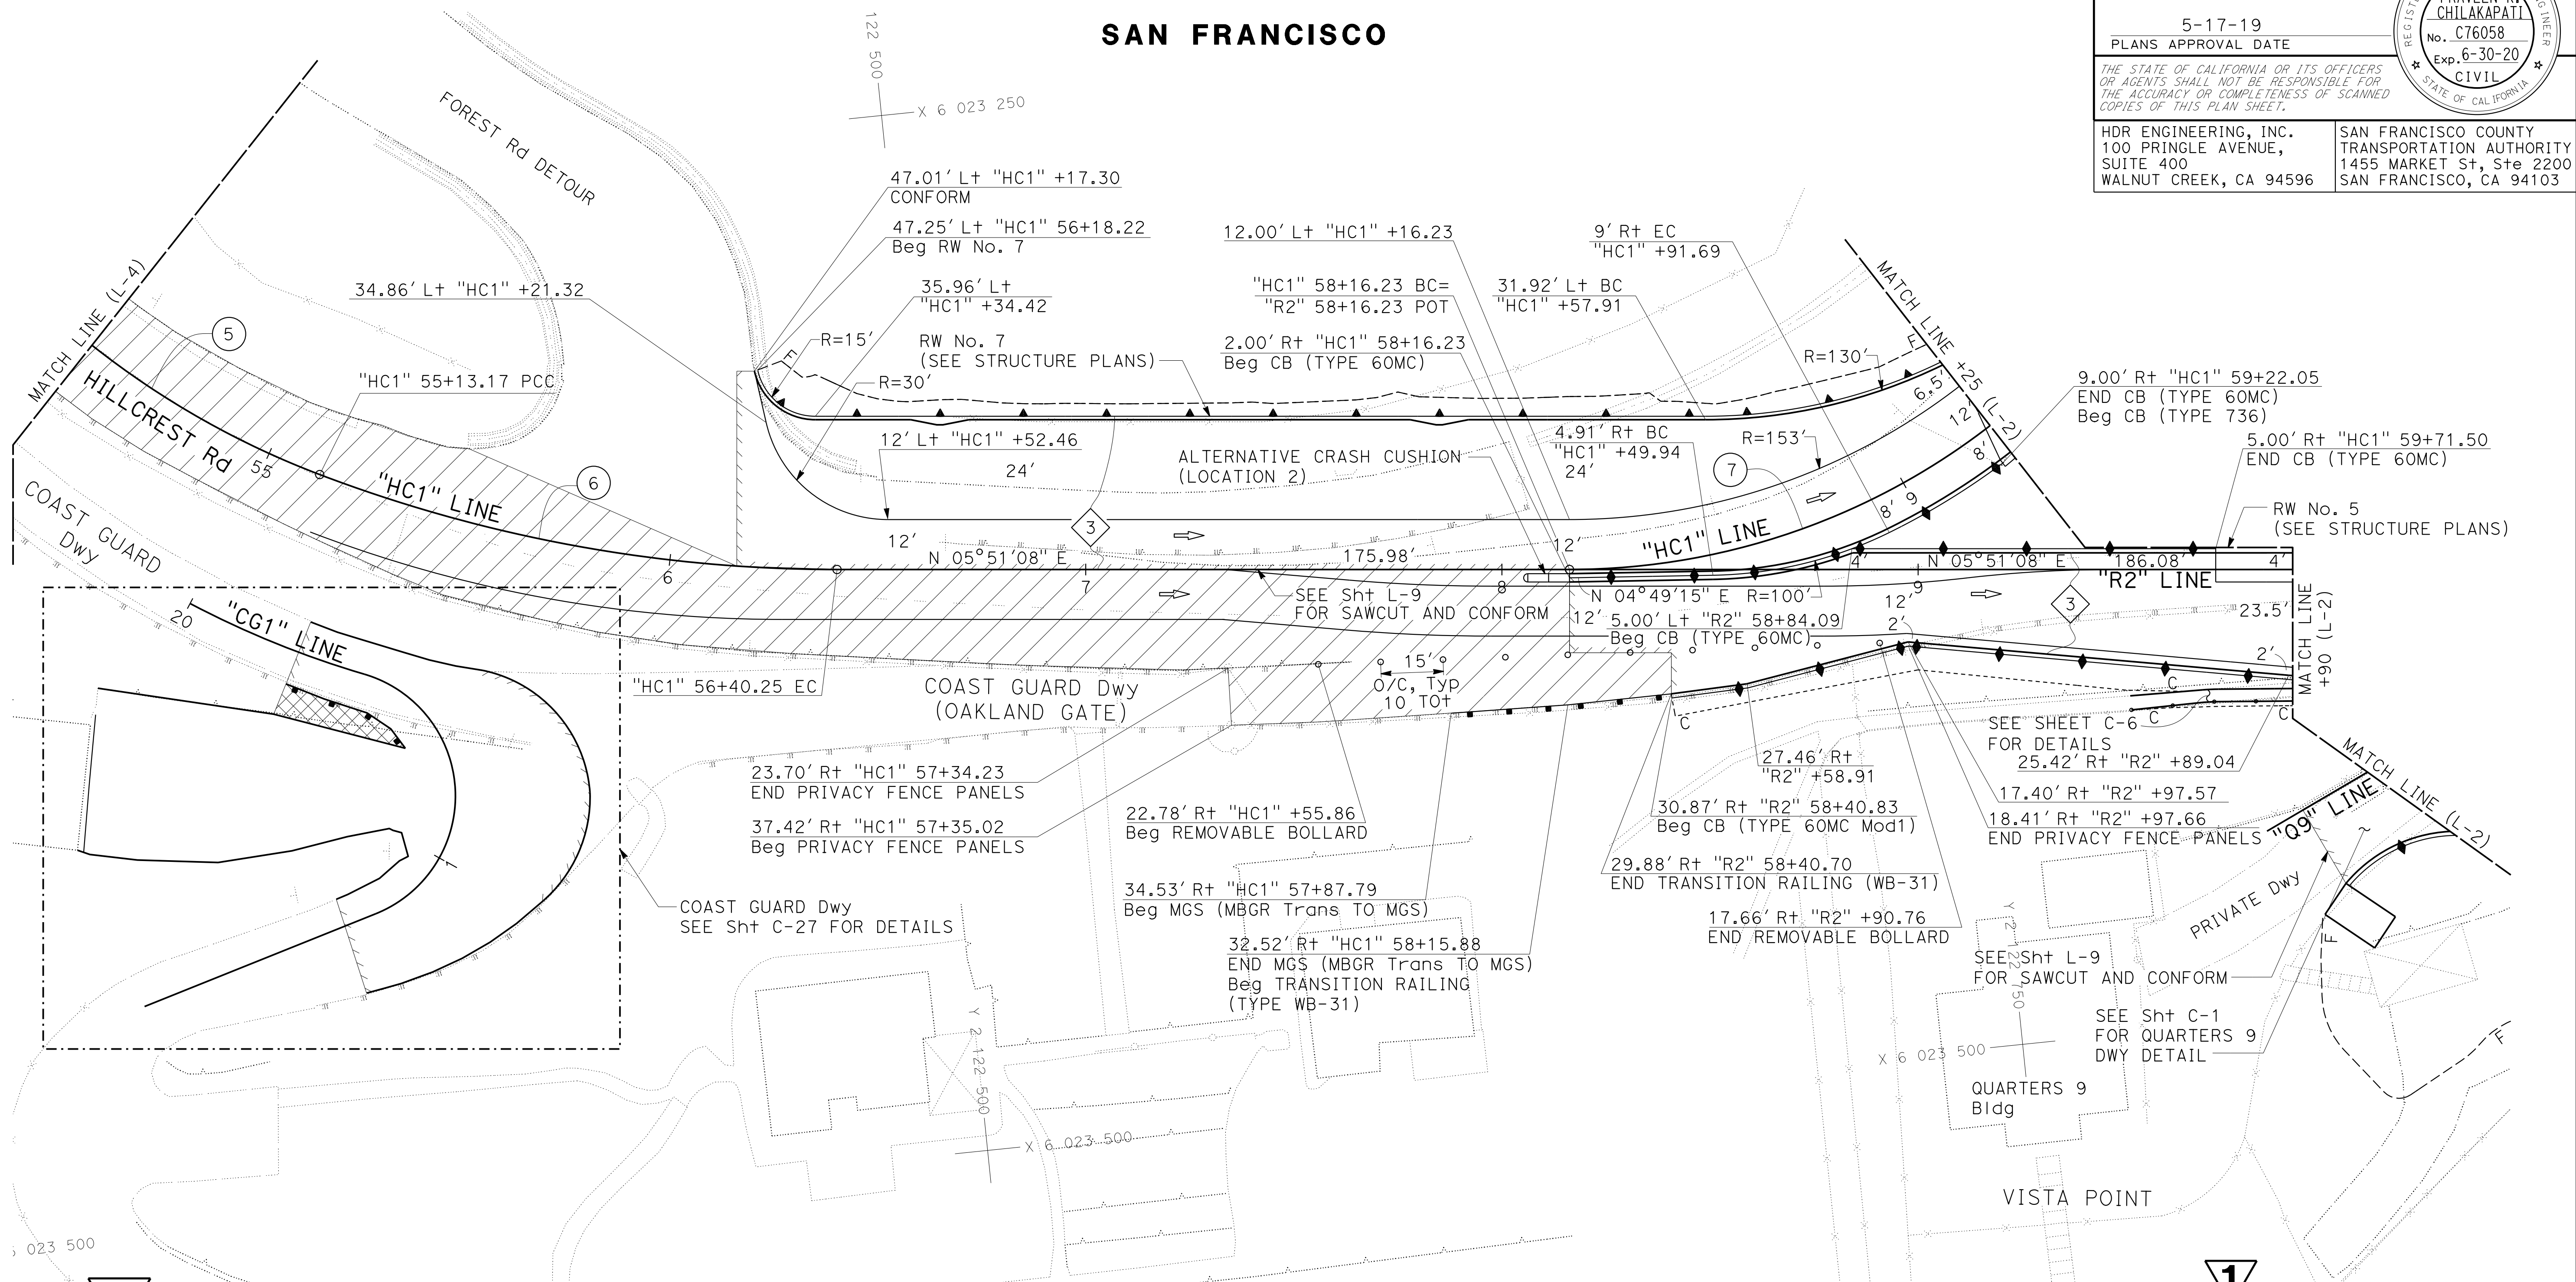 SAN FRANCISCO
5-17-19
PLANS APPROVAL DATE
CHILAKAPATI
No. C76058
Exp. 6-30-20
CIVIL
STATE OF CALIFORNIA
THE STATE OF CALIFORNIA OR ITS OFFICERS
OR AGENTS SHALL NOT BE RESPONSIBLE FOR
THE ACCURACY OR COMPLETENESS OF SCANNED
COPIES OF THIS PLAN SHEET.
HDR ENGINEERING, INC.
100 PRINGLE AVENUE,
SUITE 400
WALNUT CREEK, CA 94596
SAN FRANCISCO COUNTY
TRANSPORTATION AUTHORITY
1455 MARKET St, Ste 2200
SAN FRANCISCO, CA 94103
122 500
X 6 023 250
FOREST Rd DETOUR
47.01' Lt "HC1" +17.30
CONFORM
47.25' Lt "HC1" 56+18.22
Beg RW No. 7
35.96' Lt
"HC1" +34.42
RW No. 7
(SEE STRUCTURE PLANS)
12.00' Lt "HC1" +16.23
"HC1" 58+16.23 BC=
"R2" 58+16.23 POT
2.00' Rt "HC1" 58+16.23
Beg CB (TYPE 60MC)
9' Rt EC
"HC1" +91.69
31.92' Lt BC
"HC1" +57.91
MATCH LINE +25 (L-2)
MATCH LINE (L-4)
34.86' Lt "HC1" +21.32
5
"HC1" 55+13.17 PCC
HILLCREST Rd
55
"HC1" LINE
6
6
R=15'
F
R=30'
R=130'
F
6.5'
12'
8'
9.00' Rt "HC1" 59+22.05
END CB (TYPE 60MC)
Beg CB (TYPE 736)
5.00' Rt "HC1" 59+71.50
END CB (TYPE 60MC)
RW No. 5
(SEE STRUCTURE PLANS)
12' Lt "HC1" +52.46
24'
ALTERNATIVE CRASH CUSHION
(LOCATION 2)
4.91' Rt BC
"HC1" +49.94
24'
R=153'
7
8'
9
3
12'
N 05°51'08" E
7
175.98'
8
12'
"HC1" LINE
4'
N 05°51'08" E
186.08'
4'
9
"R2" LINE
SEE Sht L-9
FOR SAWCUT AND CONFORM
N 04°49'15" E
R=100'
12'
12'
5.00' Lt "R2" 58+84.09
Beg CB (TYPE 60MC)
2'
3
23.5'
2'
MATCH LINE
+90 (L-2)
COAST GUARD
Dwy
20
"CG1" LINE
1
"HC1" 56+40.25 EC
COAST GUARD Dwy
(OAKLAND GATE)
15'
O/C, Typ
10 TOt
C
C
C
C
SEE SHEET C-6
FOR DETAILS
25.42' Rt "R2" +89.04
27.46' Rt
"R2" +58.91
23.70' Rt "HC1" 57+34.23
END PRIVACY FENCE PANELS
37.42' Rt "HC1" 57+35.02
Beg PRIVACY FENCE PANELS
22.78' Rt "HC1" +55.86
Beg REMOVABLE BOLLARD
30.87' Rt "R2" 58+40.83
Beg CB (TYPE 60MC Mod1)
17.40' Rt "R2" +97.57
18.41' Rt "R2" +97.66
END PRIVACY FENCE PANELS
MATCH LINE (L-2)
"Q9" LINE
29.88' Rt "R2" 58+40.70
END TRANSITION RAILING (WB-31)
34.53' Rt "HC1" 57+87.79
Beg MGS (MBGR Trans TO MGS)
17.66' Rt "R2" +90.76
END REMOVABLE BOLLARD
32.52' Rt "HC1" 58+15.88
END MGS (MBGR Trans TO MGS)
Beg TRANSITION RAILING
(TYPE WB-31)
COAST GUARD Dwy
SEE Sht C-27 FOR DETAILS
PRIVATE Dwy
F
F
SEE Sht L-9
FOR SAWCUT AND CONFORM
SEE Sht C-1
FOR QUARTERS 9
DWY DETAIL
Y 2 122 750
X 6 023 500
QUARTERS 9
Bldg
Y 2 122 500
X 6 023 500
VISTA POINT
023 500
1